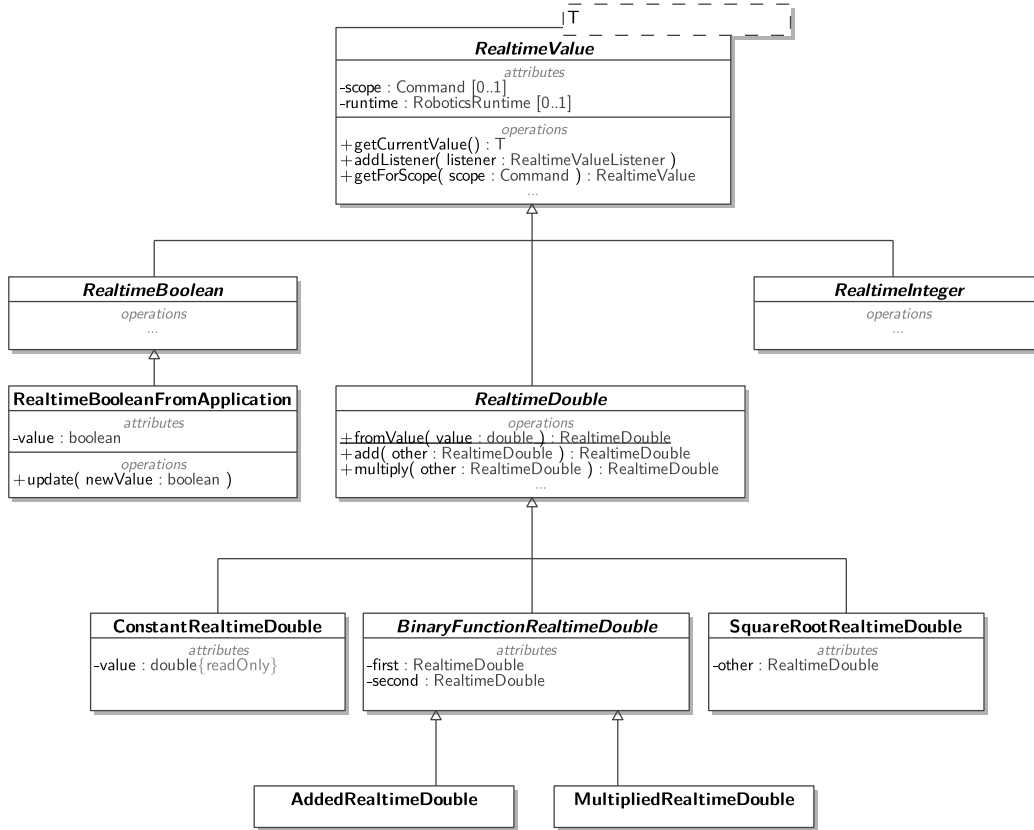 T
RealtimeValue
attributes
-scope : Command [0..1]
-runtime : RoboticsRuntime [0..1]
operations
+getCurrentValue() : T
+addListener( listener : RealtimeValueListener )
+getForScope( scope : Command ) : RealtimeValue
...
RealtimeBoolean
operations
...
RealtimeInteger
operations
...
RealtimeBooleanFromApplication
attributes
-value : boolean
operations
+update( newValue : boolean )
RealtimeDouble
operations
+fromValue( value : double ) : RealtimeDouble
+add( other : RealtimeDouble ) : RealtimeDouble
+multiply( other : RealtimeDouble ) : RealtimeDouble
...
ConstantRealtimeDouble
attributes
-value : double{readOnly}
BinaryFunctionRealtimeDouble
attributes
-first : RealtimeDouble
-second : RealtimeDouble
SquareRootRealtimeDouble
attributes
-other : RealtimeDouble
AddedRealtimeDouble
MultipliedRealtimeDouble